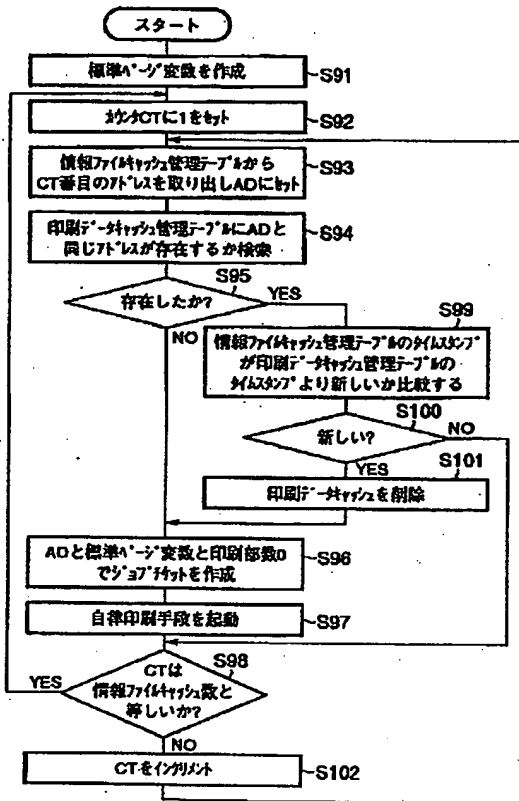 スタート
標準ページ変数を作成
S91
カウンタCTに1をセット
S92
情報ファイルキャッシュ管理テーブルから
CT番目のアドレスを取り出しADにセット
S93
印刷データキャッシュ管理テーブルにADと
同じアドレスが存在するか検索
S94
存在したか?
S95
YES
NO
情報ファイルキャッシュ管理テーブルのタイムスタンプ
が印刷データキャッシュ管理テーブルの
タイムスタンプより新しいか比較する
S99
新しい?
S100
NO
YES
印刷データキャッシュを削除
S101
ADと標準ページ変数と印刷部数0
でジョブチケットを作成
S96
自律印刷手段を起動
S97
CTは
情報ファイルキャッシュ数と
等しいか?
S98
YES
NO
CTをインクリメント
S102